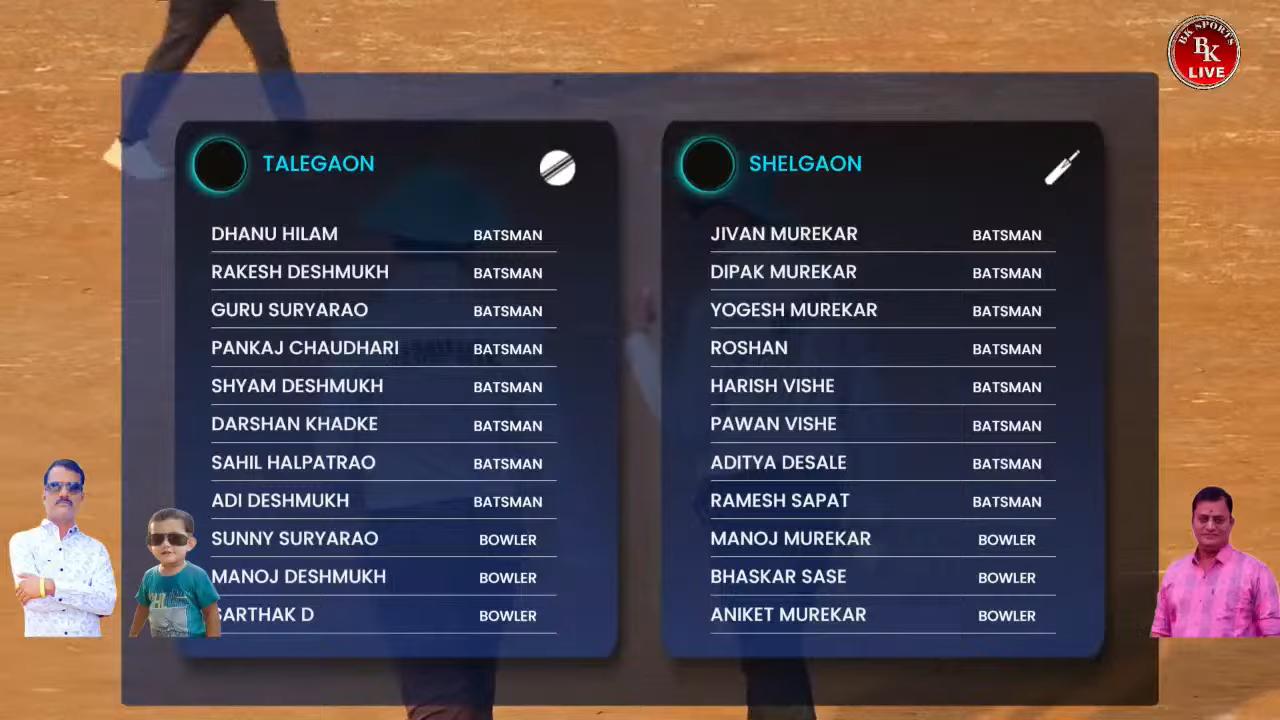 BK SPORTS
BK
LIVE
TALEGAON
DHANU HILAM BATSMAN
RAKESH DESHMUKH BATSMAN
GURU SURYARAO BATSMAN
PANKAJ CHAUDHARI BATSMAN
SHYAM DESHMUKH BATSMAN
DARSHAN KHADKE BATSMAN
SAHIL HALPATRAO BATSMAN
ADI DESHMUKH BATSMAN
SUNNY SURYARAO BOWLER
MANOJ DESHMUKH BOWLER
SARTHAK D BOWLER
SHELGAON
JIVAN MUREKAR BATSMAN
DIPAK MUREKAR BATSMAN
YOGESH MUREKAR BATSMAN
ROSHAN BATSMAN
HARISH VISHE BATSMAN
PAWAN VISHE BATSMAN
ADITYA DESALE BATSMAN
RAMESH SAPAT BATSMAN
MANOJ MUREKAR BOWLER
BHASKAR SASE BOWLER
ANIKET MUREKAR BOWLER